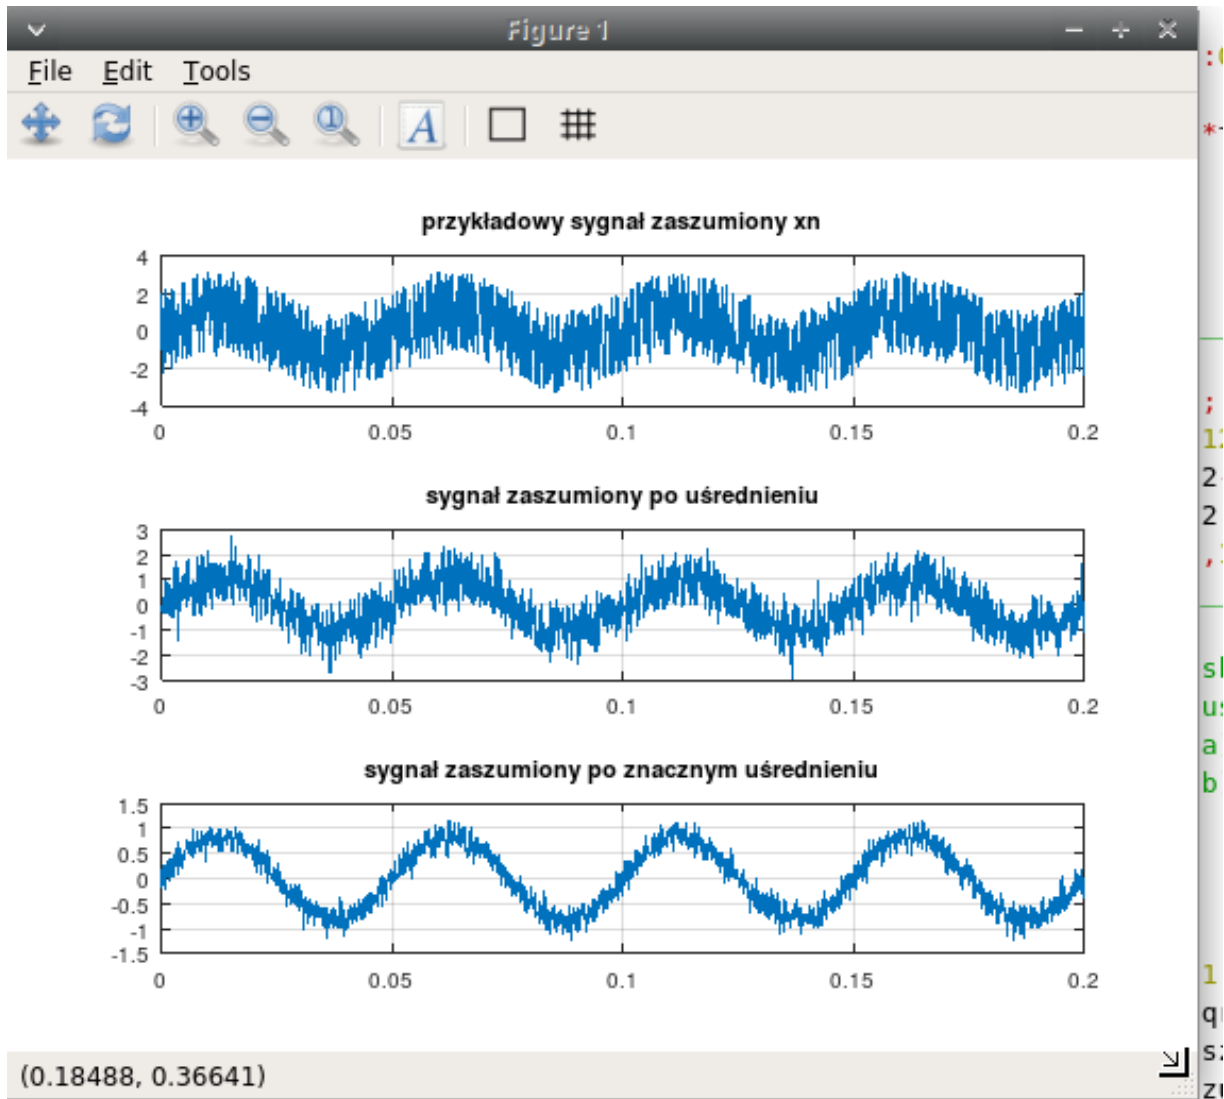 Figure 1
File Edit Tools
A
przykładowy sygnał zaszumiony xn
4
2
0
-2
-4
0 0.05 0.1 0.15 0.2
sygnał zaszumiony po uśrednieniu
3
2
1
0
-1
-2
-3
0 0.05 0.1 0.15 0.2
sygnał zaszumiony po znacznym uśrednieniu
1.5
1
0.5
0
-0.5
-1
-1.5
0 0.05 0.1 0.15 0.2
(0.18488, 0.36641)